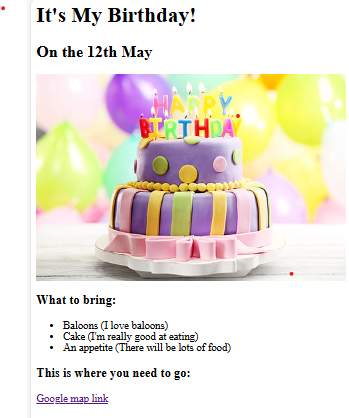 It's My Birthday!
On the 12th May
HAPPY
BIRTHDAY
What to bring:
Baloons (I love baloons)
Cake (I'm really good at eating)
An appetite (There will be lots of food)
This is where you need to go:
Google map link